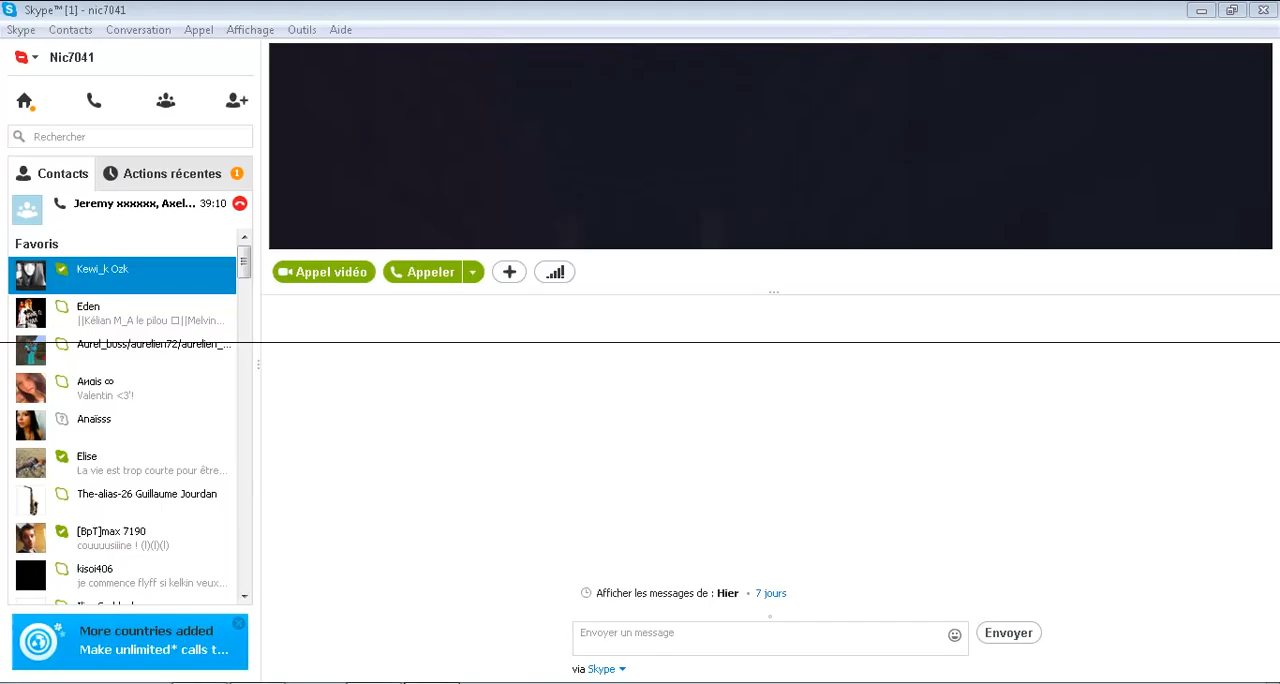 Skype™ [1] - nic7041
Skype Contacts Conversation Appel Affichage Outils Aide
Nic7041
Rechercher
Contacts
Actions récentes 1
Jeremy xxxxxx, Axel... 39:10
Favoris
Kewi_k Ozk
Eden
||Kélian M_A le pilou □||Melvin...
Aurel_boss/aurelien72/aurelien_...
Aиɑis ∞
Valentin <3'!
Anaïsss
Elise
La vie est trop courte pour être...
The-alias-26 Guillaume Jourdan
[BpT]max 7190
couuuusiiine ! (l)(l)(l)
kisoi406
je commence flyff si kelkin veux...
More countries added
Make unlimited* calls t...
Appel vidéo
Appeler
Afficher les messages de : Hier • 7 jours
Envoyer un message
Envoyer
via Skype